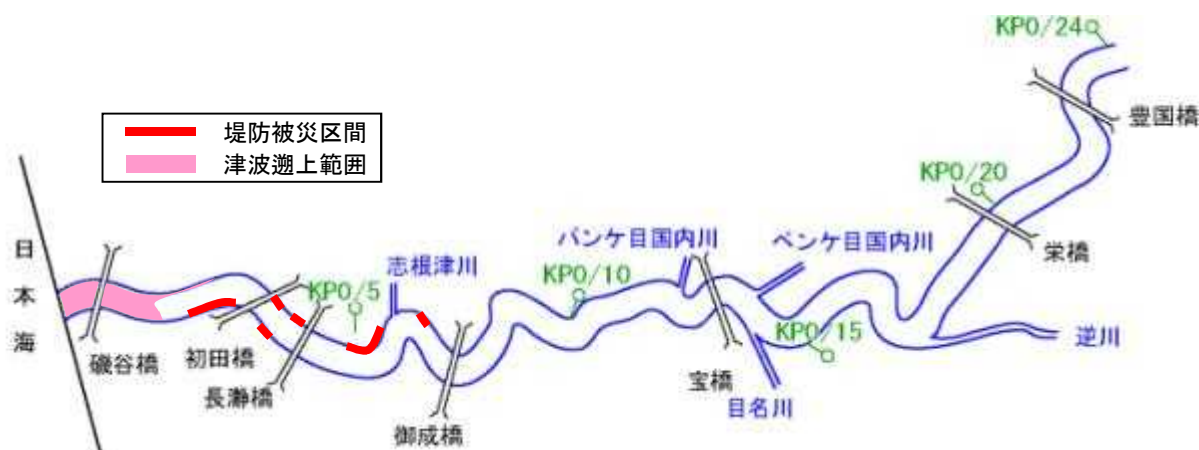 KP0/24
豊国橋
堤防被災区間
津波遡上範囲
KP0/20
栄橋
日本海
パンケ目国内川
ペンケ目国内川
志根津川
KP0/10
KP0/5
KP0/15
逆川
磯谷橋
初田橋
長瀞橋
宝橋
目名川
御成橋